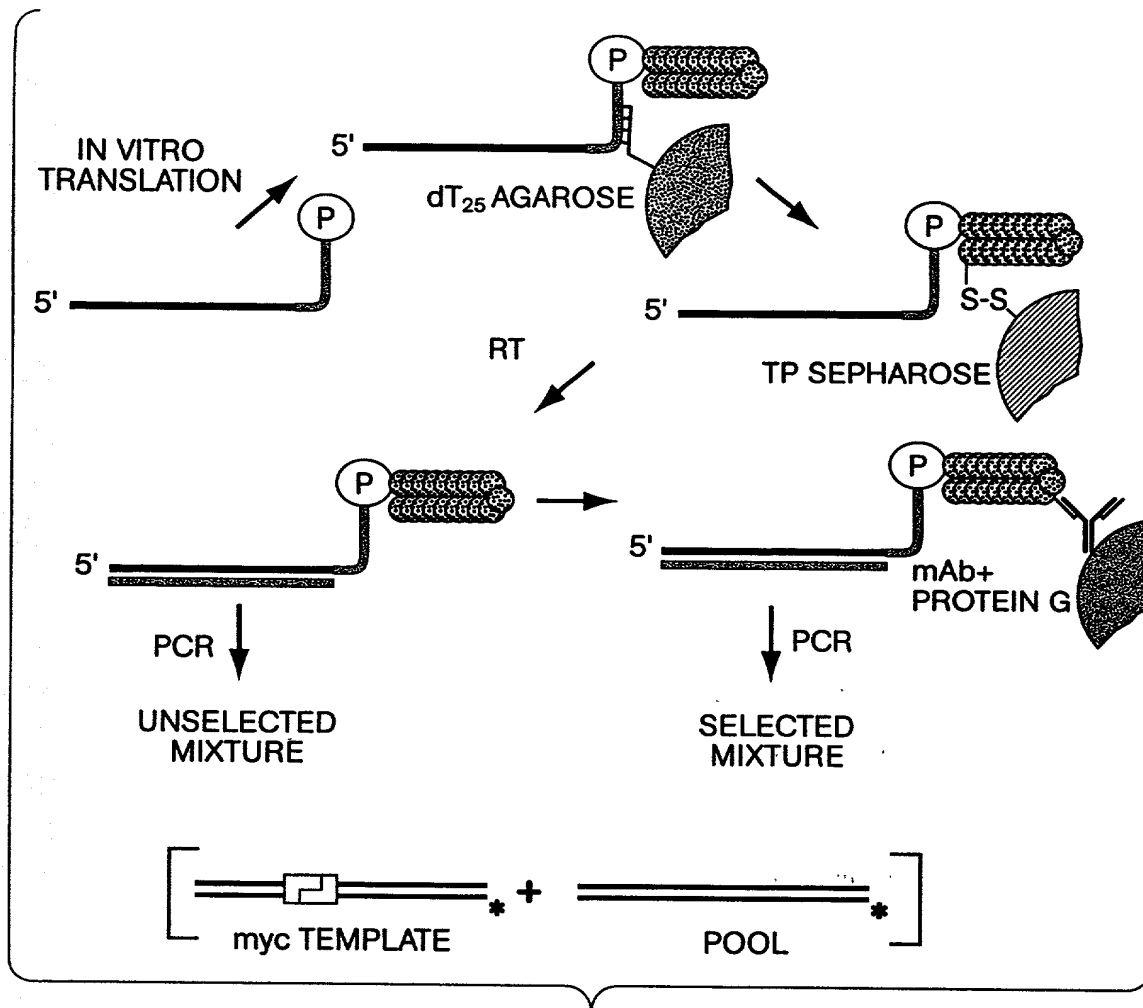 P
5'
IN VITRO
TRANSLATION
dT₂₅ AGAROSE
P
5'
P
5'
S-S
TP SEPHAROSE
RT
P
5'
P
5'
mAb+
PROTEIN G
PCR
PCR
UNSELECTED
MIXTURE
SELECTED
MIXTURE
+
*
*
myc TEMPLATE
POOL